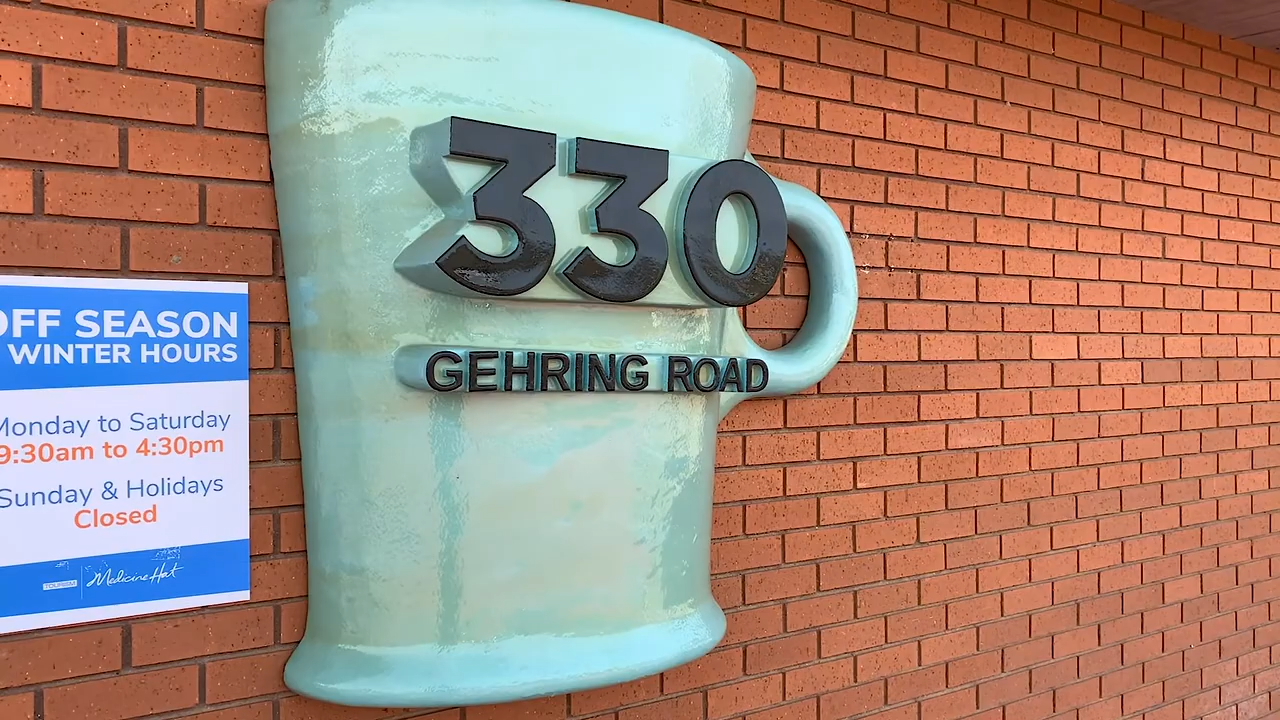 330
GEHRING ROAD
OFF SEASON
WINTER HOURS
Monday to Saturday
9:30am to 4:30pm
Sunday & Holidays
Closed
TOURISM
Medicine Hat